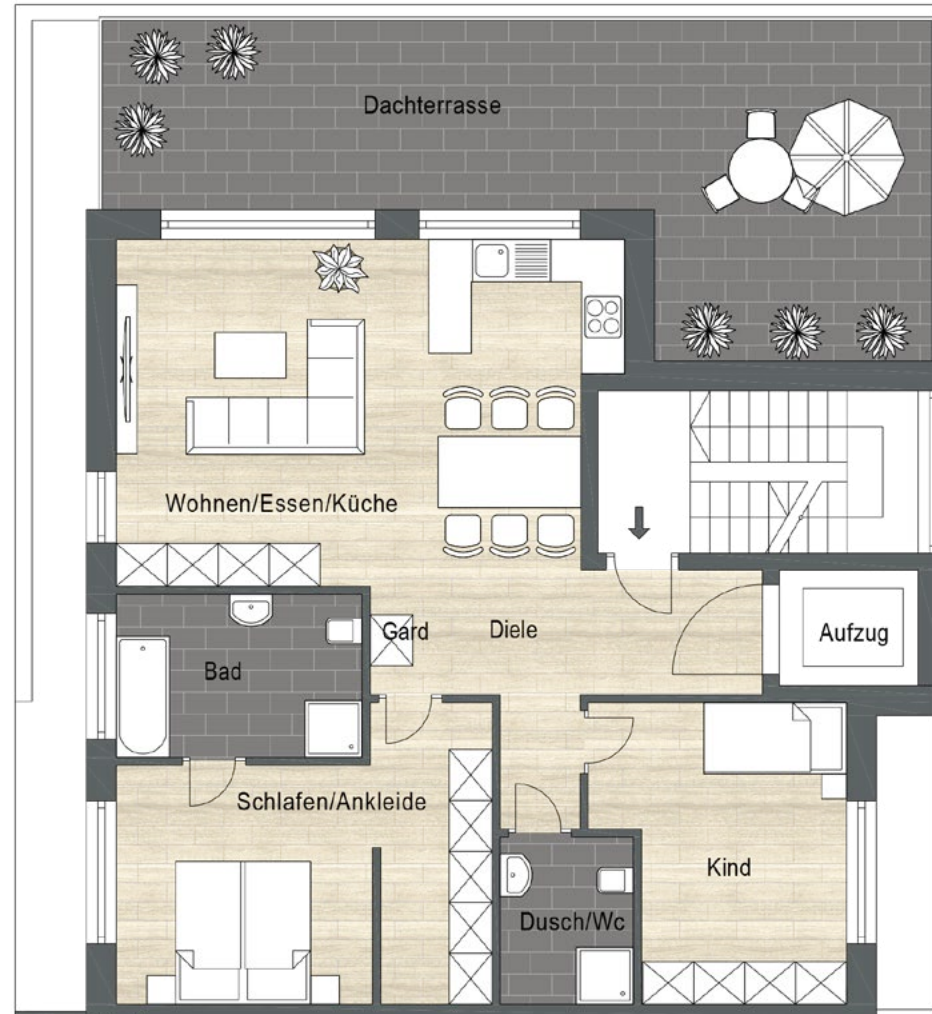 Dachterrasse
Wohnen/Essen/Küche
Gard
Diele
Aufzug
Bad
Schlafen/Ankleide
Kind
Dusch/Wc